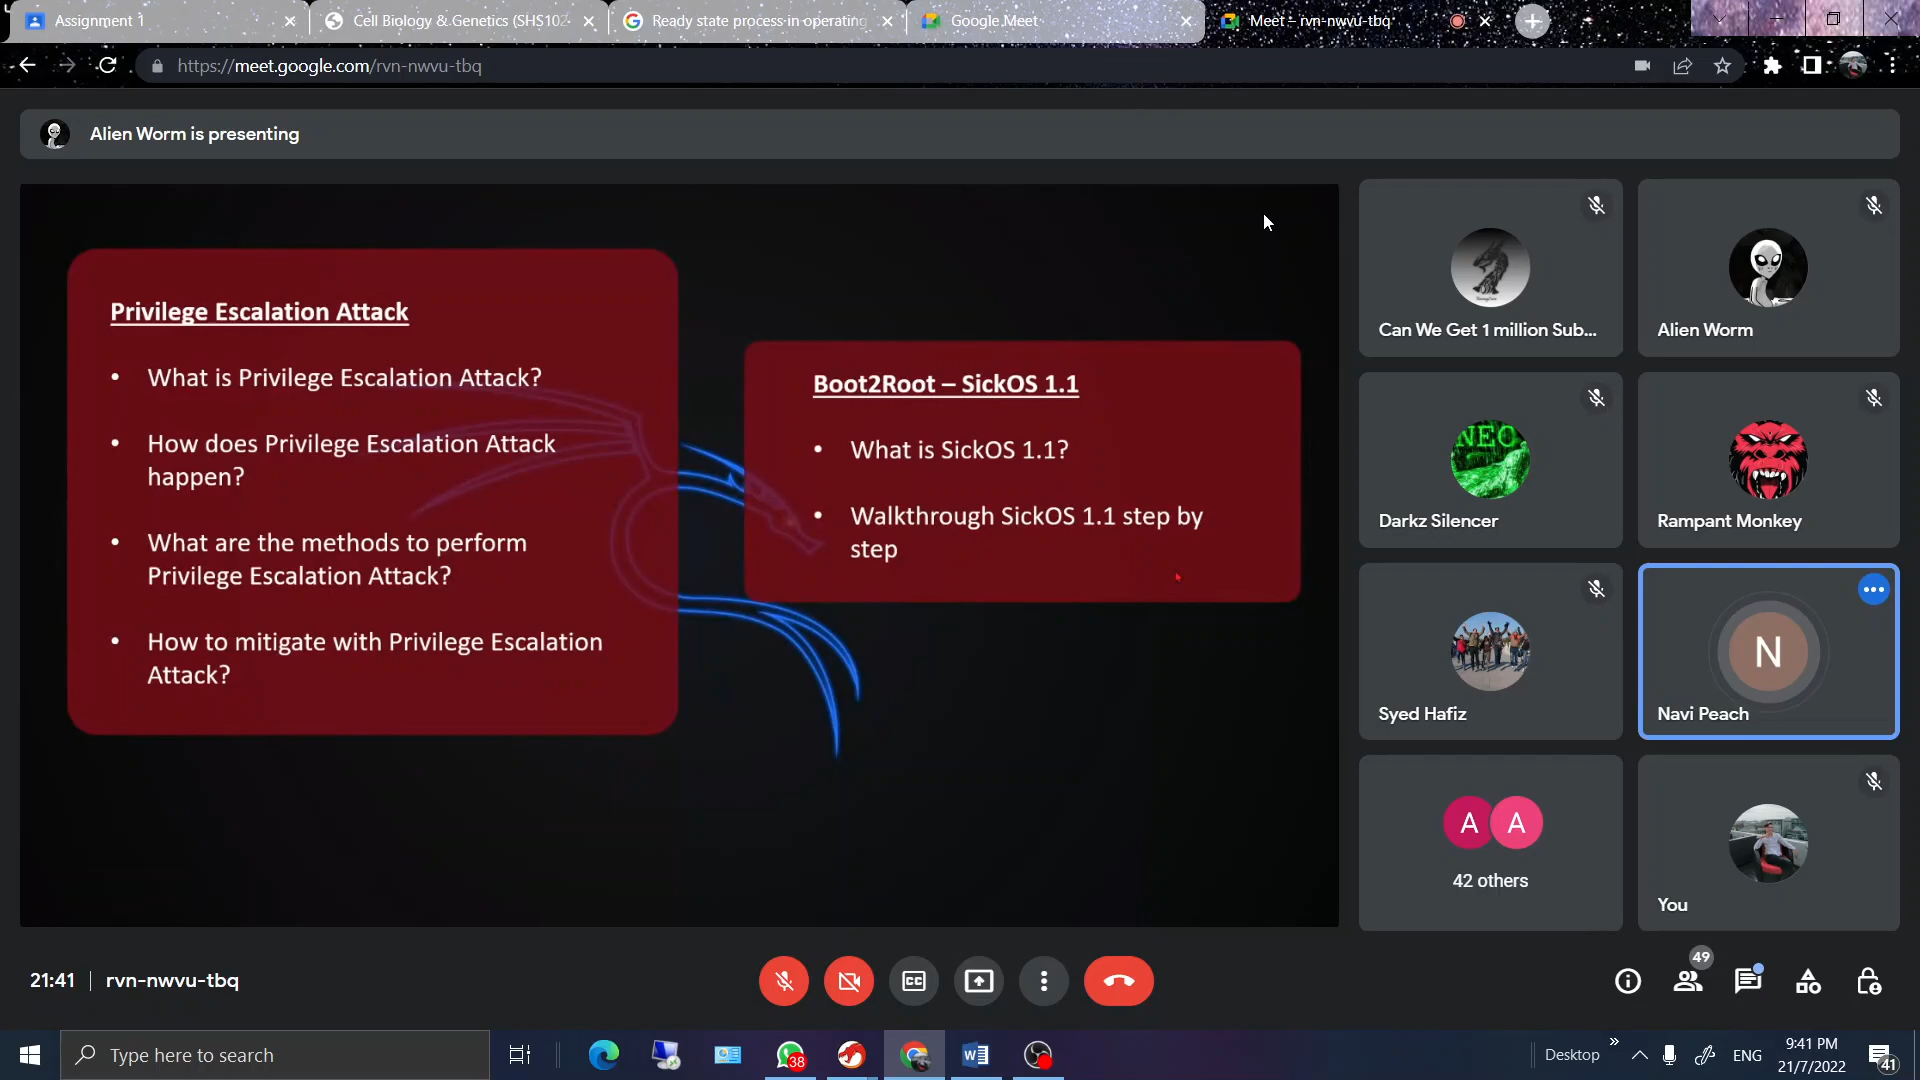 Assignment 1
Cell Biology & Genetics (SHS102-
Ready state process in operating
Google Meet
Meet – rvn-nwvu-tbq
https://meet.google.com/rvn-nwvu-tbq
Alien Worm is presenting
Privilege Escalation Attack
• What is Privilege Escalation Attack?
• How does Privilege Escalation Attack
happen?
• What are the methods to perform
Privilege Escalation Attack?
• How to mitigate with Privilege Escalation
Attack?
Boot2Root – SickOS 1.1
• What is SickOS 1.1?
• Walkthrough SickOS 1.1 step by
step
Can We Get 1 million Sub...
Alien Worm
NEO
Darkz Silencer
Rampant Monkey
Syed Hafiz
N
Navi Peach
A A
42 others
You
21:41 | rvn-nwvu-tbq
CC
49
Type here to search
38
Desktop
ENG
9:41 PM
21/7/2022
41